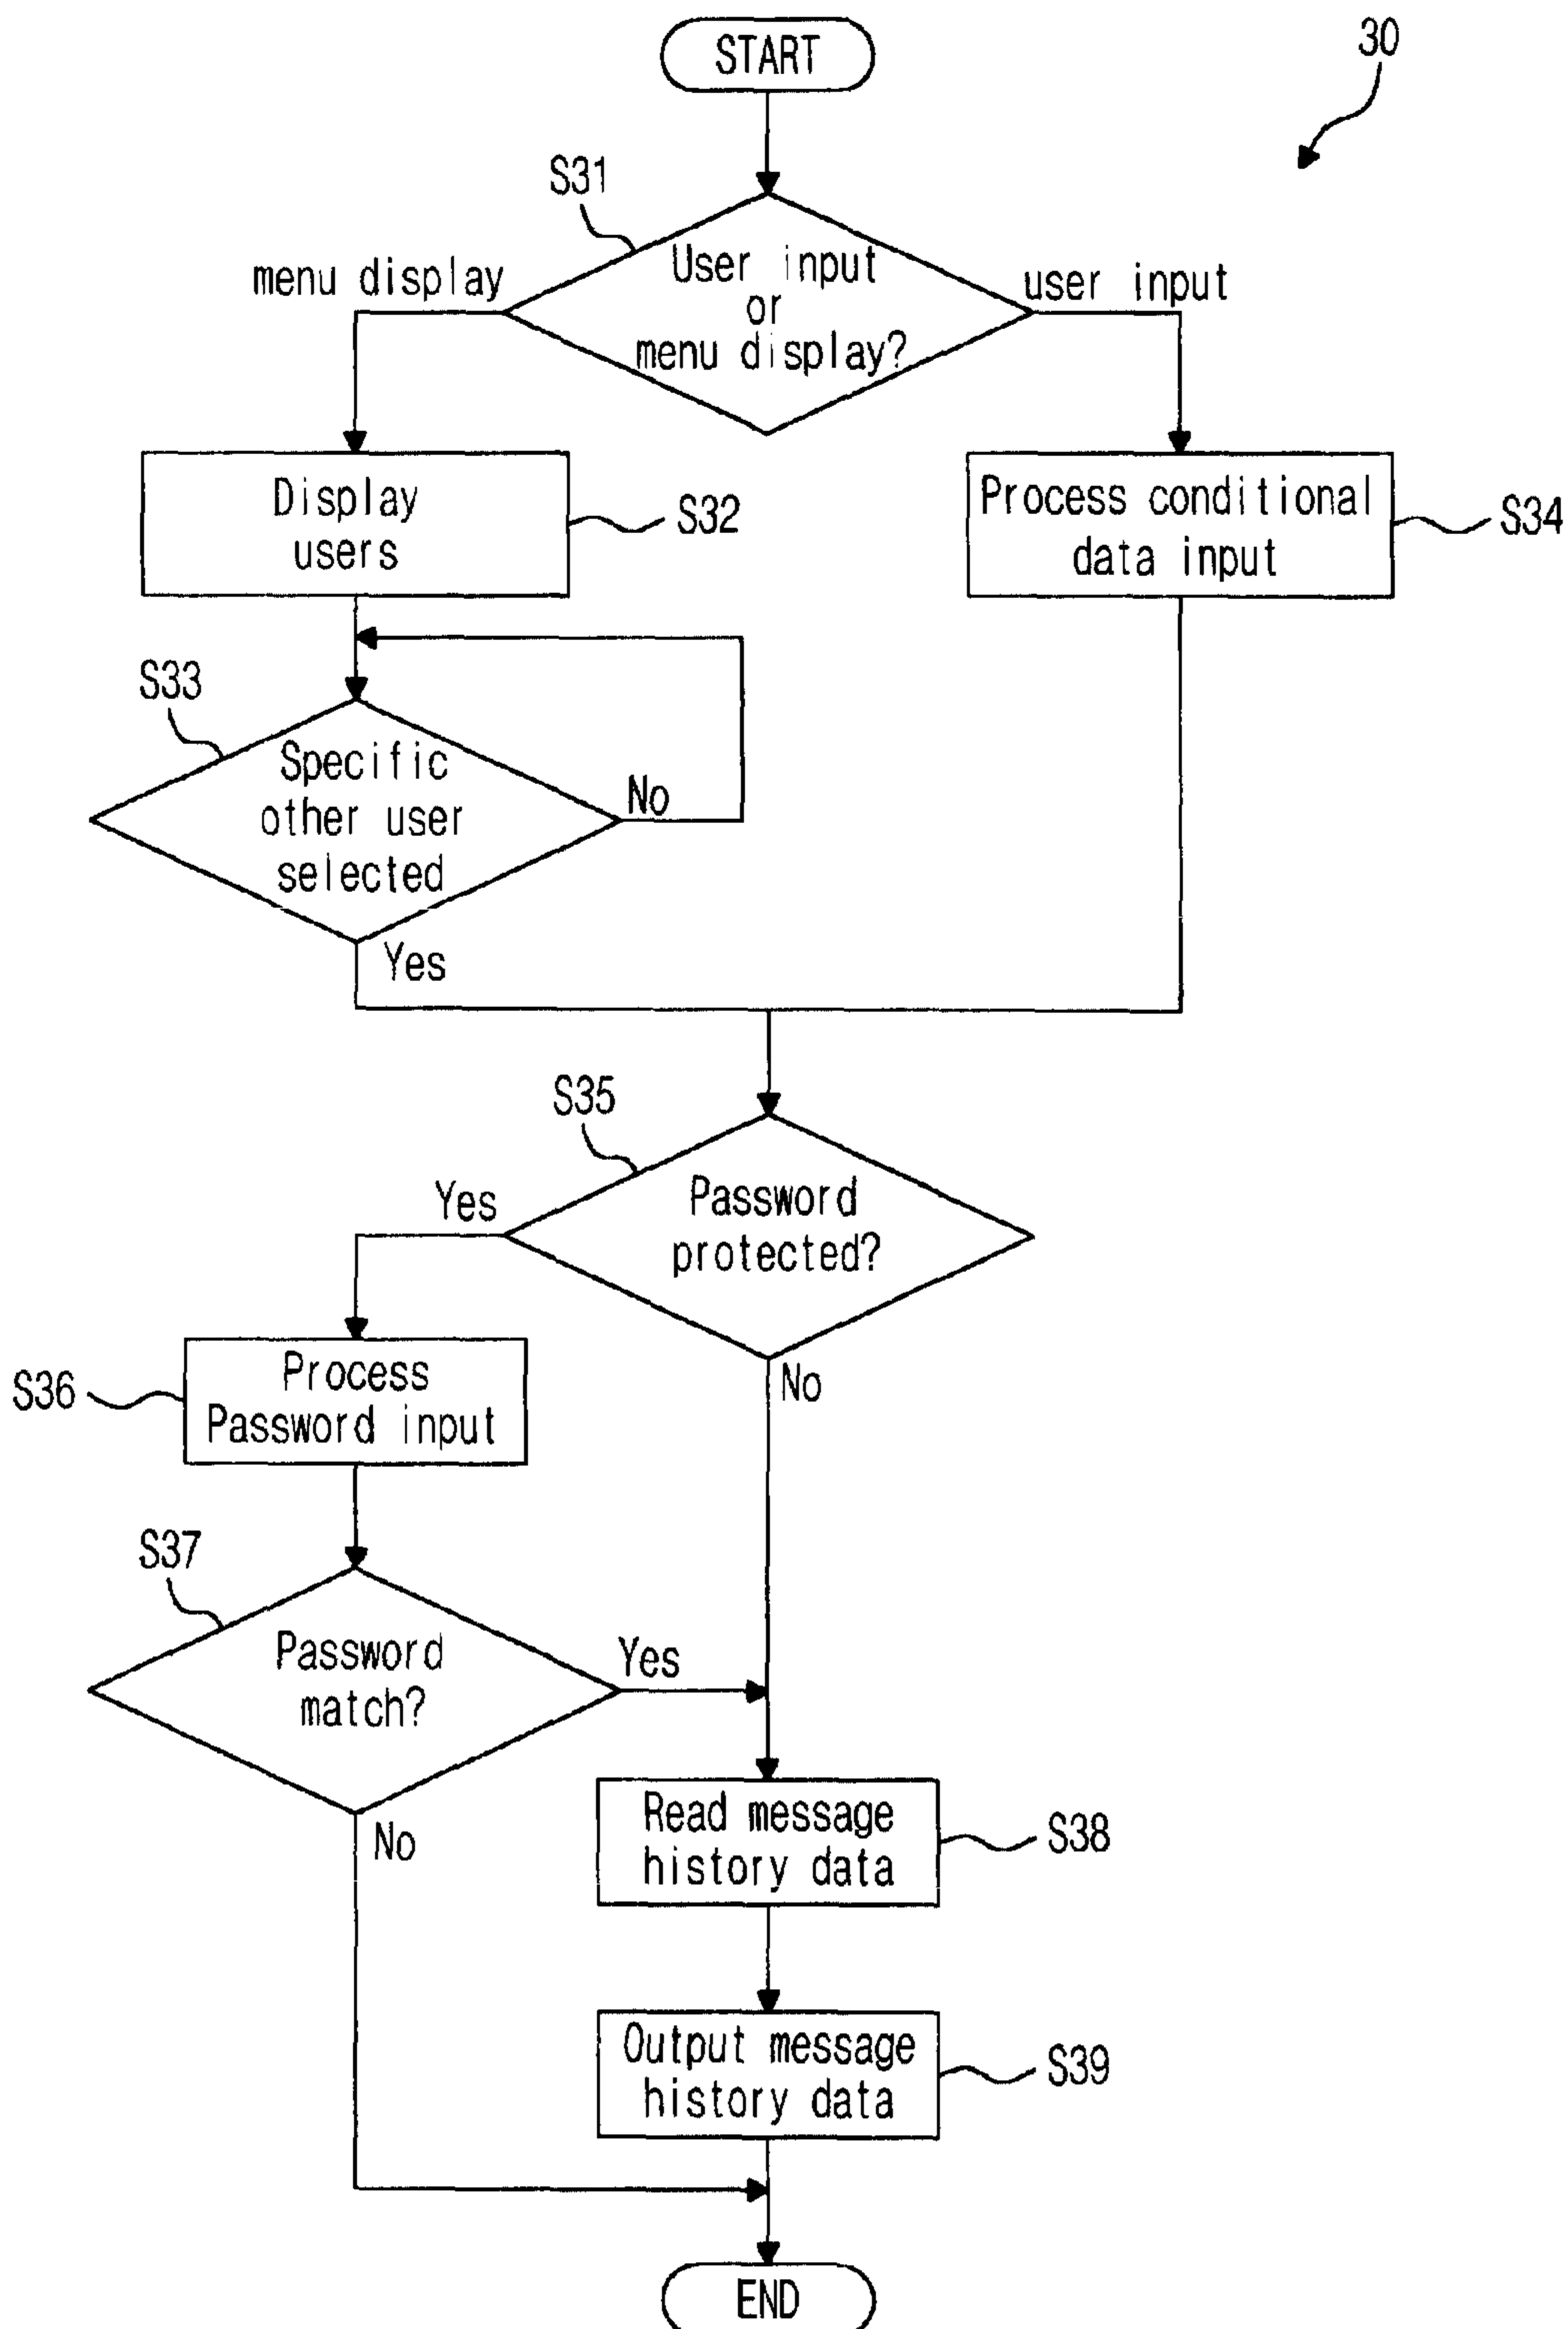 START
30
S31
User input
or
menu display?
menu display
user input
Display
users
S32
Process conditional
data input
S34
S33
Specific
other user
selected
No
Yes
S35
Password
protected?
Yes
No
S36
Process
Password input
S37
Password
match?
Yes
No
Read message
history data
S38
Output message
history data
S39
END